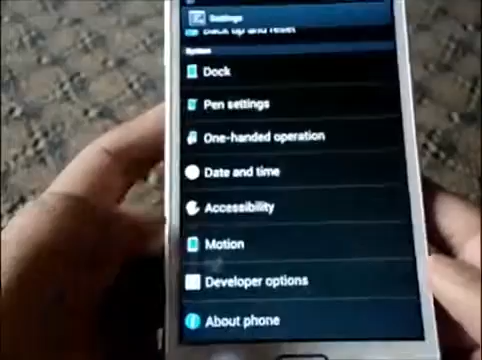 Settings
Back up and reset
System
Dock
Pen settings
One-handed operation
Date and time
Accessibility
Motion
Developer options
About phone